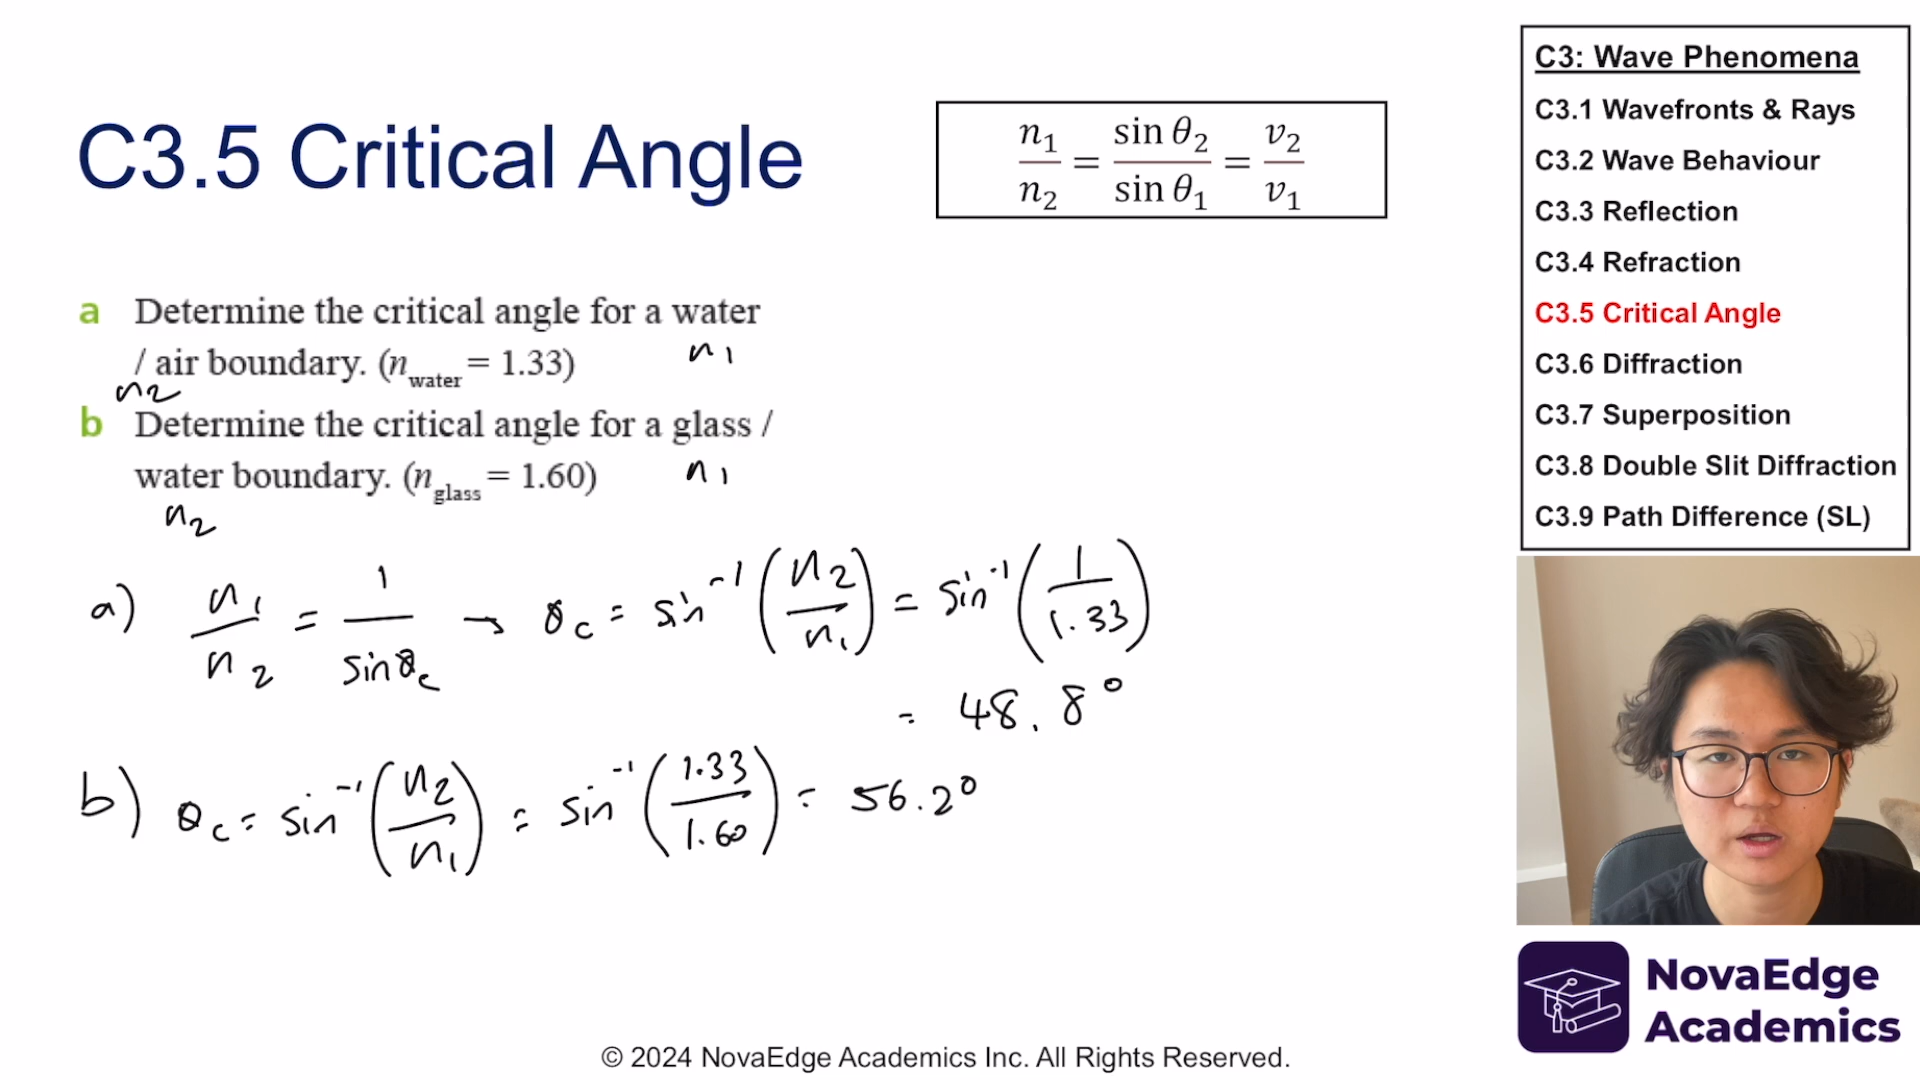 C3.5 Critical Angle
n₁/n₂ = sin θ₂/sin θ₁ = v₂/v₁
a Determine the critical angle for a water
/ air boundary. (n_water = 1.33)
n₁
n₂
b Determine the critical angle for a glass /
water boundary. (n_glass = 1.60)
n₁
n₂
a) n₁/n₂ = 1/sinθ_c → θ_c = sin⁻¹(n₂/n₁) = sin⁻¹(1/1.33)
= 48.8°
b) θ_c = sin⁻¹(n₂/n₁) = sin⁻¹(1.33/1.60) = 56.2°
C3: Wave Phenomena
C3.1 Wavefronts & Rays
C3.2 Wave Behaviour
C3.3 Reflection
C3.4 Refraction
C3.5 Critical Angle
C3.6 Diffraction
C3.7 Superposition
C3.8 Double Slit Diffraction
C3.9 Path Difference (SL)
NovaEdge
Academics
© 2024 NovaEdge Academics Inc. All Rights Reserved.